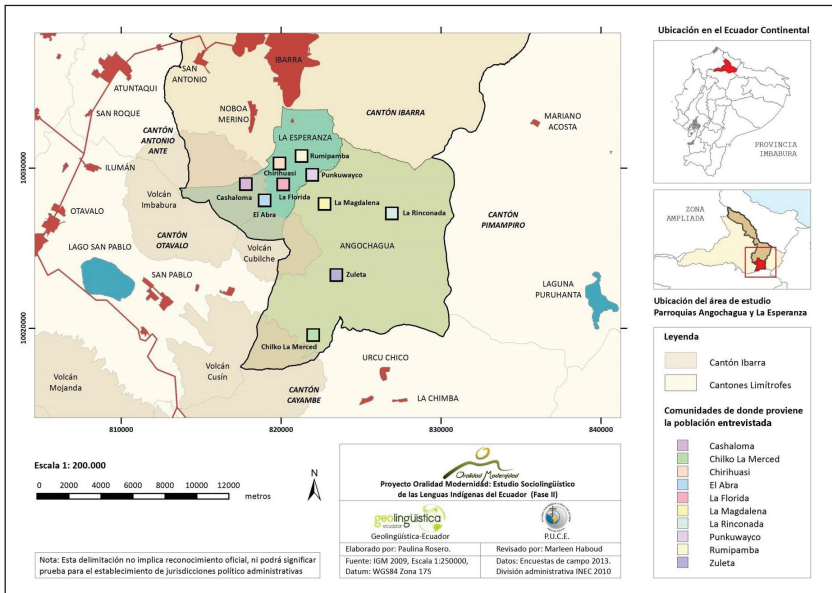 IBARRA
SAN
ANTONIO
ATUNTAQUI
NOBOA
MERINO
CANTÓN IBARRA
SAN ROQUE
MARIANO
ACOSTA
CANTÓN
ANTONIO
ANTE
LA ESPERANZA
Rumipamba
Chirihuasi
Punkuwayco
ILUMÁN
Volcán
Imbabura
Cashaloma
La Florida
El Abra
La Magdalena
La Rinconada
OTAVALO
CANTÓN
OTAVALO
CANTÓN
PIMAMPIRO
LAGO SAN PABLO
Volcán
Cubilche
ANGOCHAGUA
SAN PABLO
Zuleta
LAGUNA
PURUHANTA
Chilko La Merced
Volcán
Cusín
URCU CHICO
Volcán
Mojanda
CANTÓN
CAYAMBE
LA CHIMBA
10030000
10020000
10030000
10020000
810000
820000
830000
840000
Ubicación en el Ecuador Continental
PROVINCIA
IMBABURA
ZONA
AMPLIADA
Ubicación del área de estudio
Parroquias Angochagua y La Esperanza
Leyenda
Cantón Ibarra
Cantones Limítrofes
Comunidades de donde proviene
la población entrevistada
Cashaloma
Chilko La Merced
Chirihuasi
El Abra
La Florida
La Magdalena
La Rinconada
Punkuwayco
Rumipamba
Zuleta
Escala 1: 200.000
0 2000 4000 6000 8000 10000 12000
metros
N
Nota: Esta delimitación no implica reconocimiento oficial, ni podrá significar
prueba para el establecimiento de jurisdicciones político administrativas
Oralidad Modernidad
Proyecto Oralidad Modernidad: Estudio Sociolingüístico
de las Lenguas Indígenas del Ecuador (Fase II)
geolingüística
ecuador
Geolingüística-Ecuador
P.U.C.E.
Elaborado por: Paulina Rosero.
Revisado por: Marleen Haboud
Fuente: IGM 2009, Escala 1:250000,
Datum: WGS84 Zona 17S
Datos: Encuestas de campo 2013.
División administrativa INEC 2010